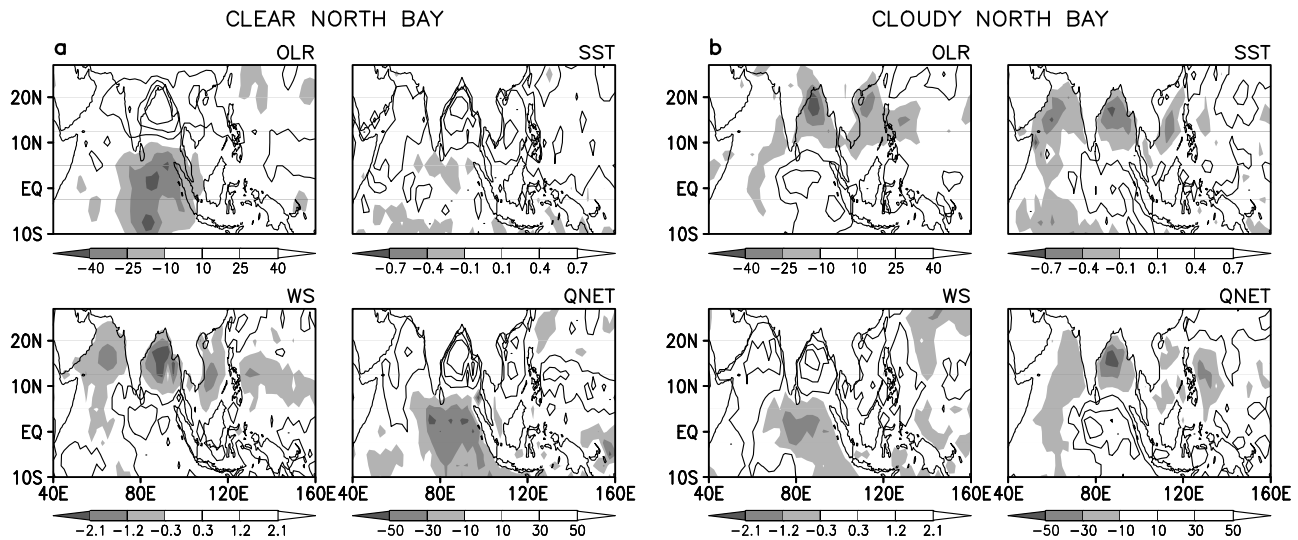 CLEAR NORTH BAY
CLOUDY NORTH BAY
a
OLR
SST
b
OLR
SST
20N
10N
EQ
10S
20N
10N
EQ
10S
−40 −25 −10 10 25 40
−0.7 −0.4 −0.1 0.1 0.4 0.7
−40 −25 −10 10 25 40
−0.7 −0.4 −0.1 0.2 0.4 0.7
WS
QNET
WS
QNET
20N
10N
EQ
10S
20N
10N
EQ
10S
40E 80E 120E 160E
40E 80E 120E 160E
40E 80E 120E 160E
40E 80E 120E 160E
−2.1 −1.2 −0.3 0.3 1.2 2.1
−50 −30 −10 10 30 50
−2.1 −1.2 −0.3 0.3 1.2 2.1
−50 −30 −10 10 30 50